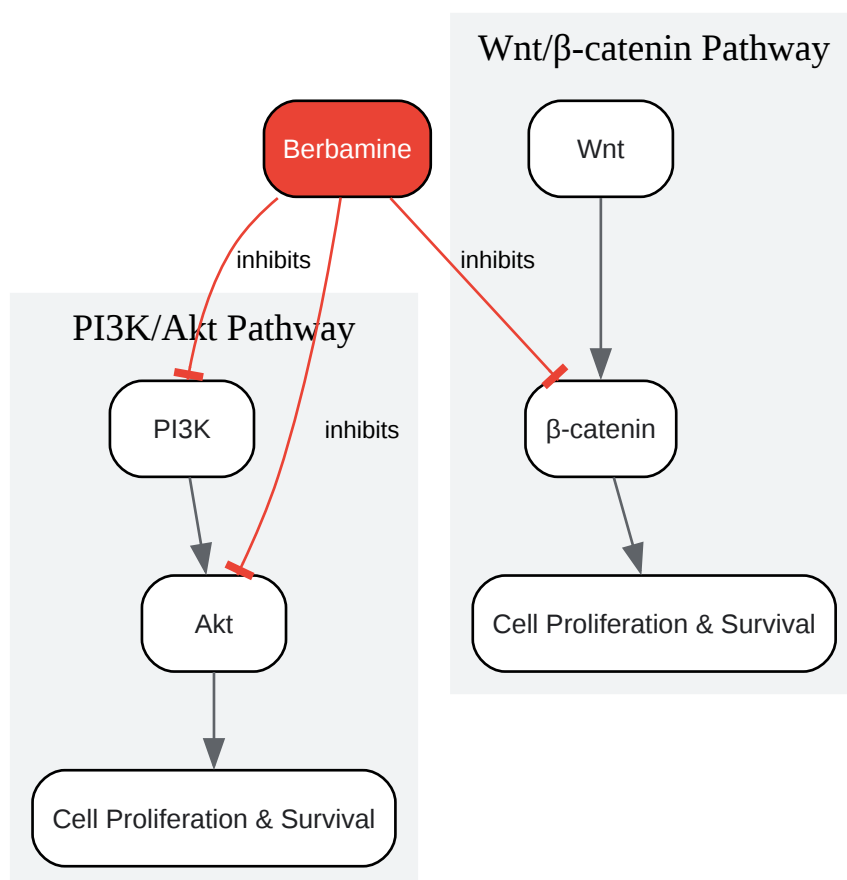 Wnt/β-catenin Pathway
Berbamine
Wnt
inhibits
inhibits
PI3K/Akt Pathway
PI3K
inhibits
β-catenin
Akt
Cell Proliferation & Survival
Cell Proliferation & Survival